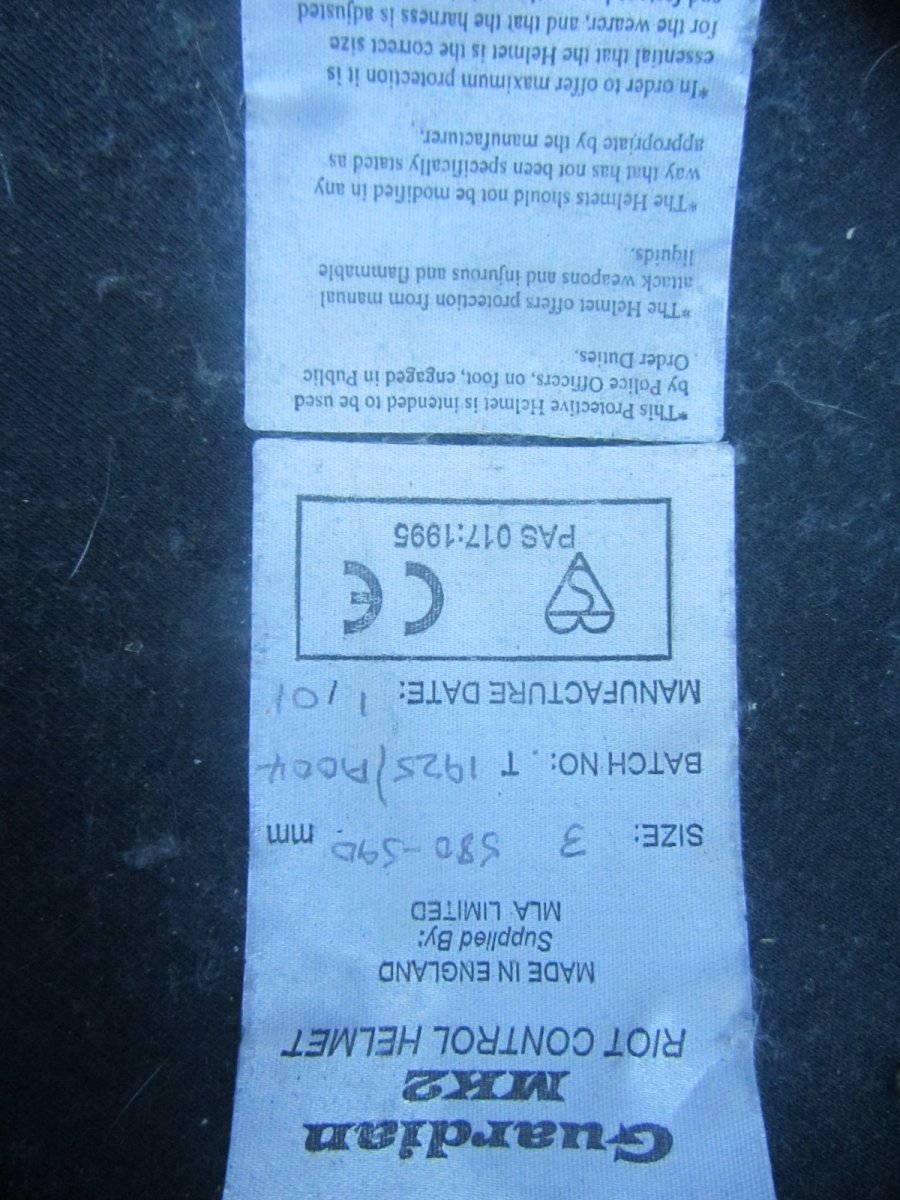 Guardian
MK2
RIOT CONTROL HELMET
MADE IN ENGLAND
Supplied By:
MLA. LIMITED
SIZE: 3 580-590 mm
BATCH NO: T 1925/A004
MANUFACTURE DATE: 1/01
CE
PAS 017:1995
*This Protective Helmet is intended to be used
by Police Officers, on foot, engaged in Public
Order Duties.
*The Helmet offers protection from manual
attack weapons and injurous and flammable
liquids.
*The Helmets should not be modified in any
way that has not been specifically stated as
appropriate by the manufacturer.
*In order to offer maximum protection it is
essential that the Helmet is the correct size
for the wearer, and that the harness is adjusted